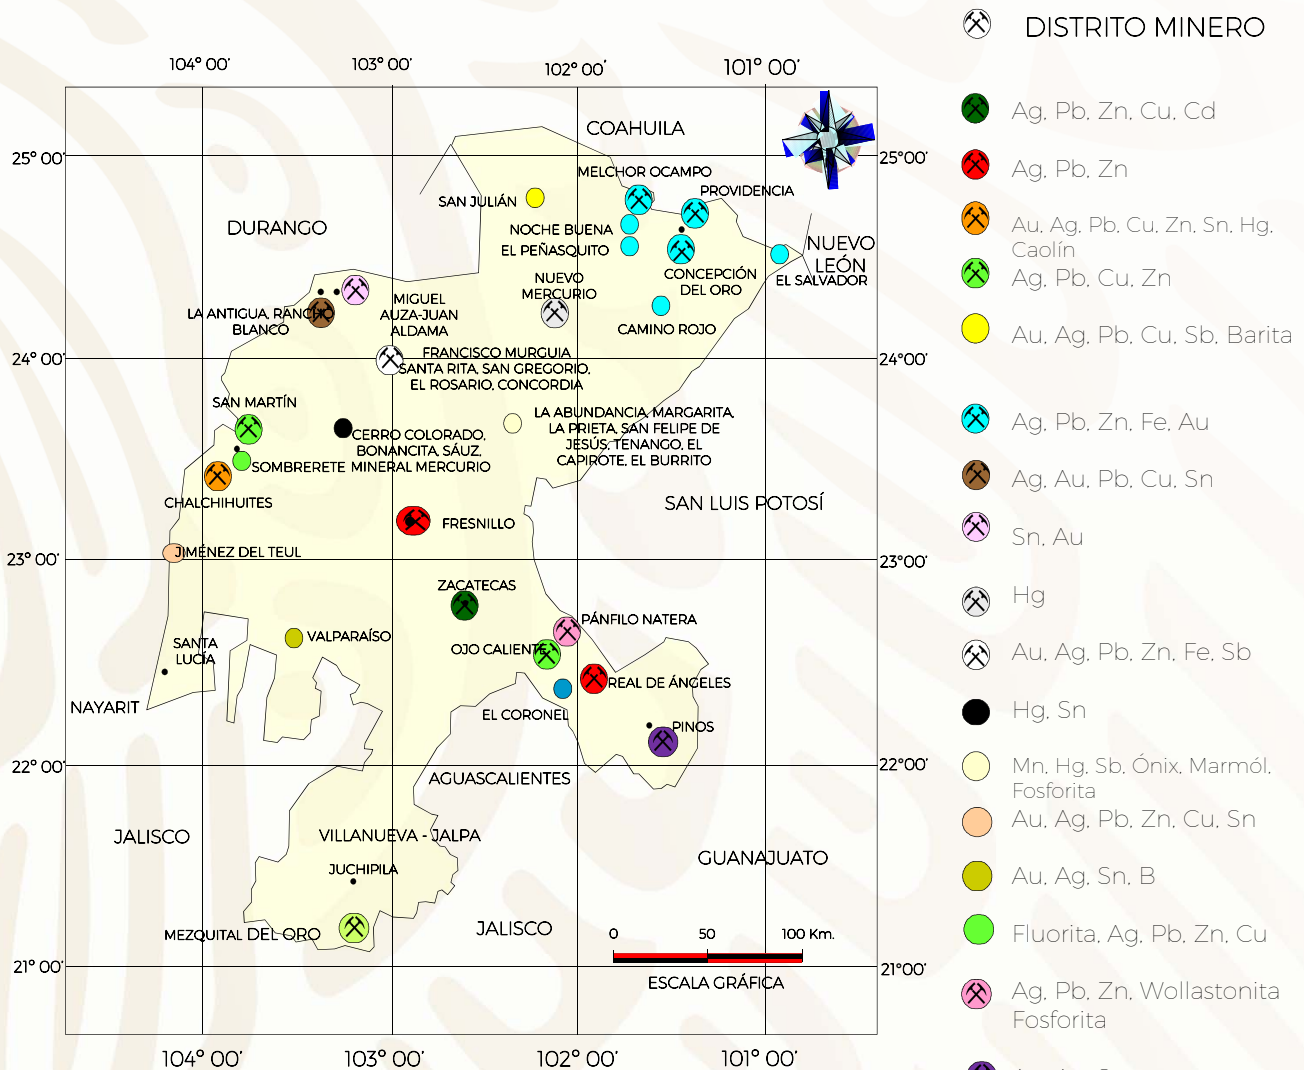 DISTRITO MINERO
104° 00'
103° 00'
102° 00'
101° 00'
COAHUILA
25° 00'
25°00'
MELCHOR OCAMPO
PROVIDENCIA
SAN JULIÁN
DURANGO
NOCHE BUENA
EL PEÑASQUITO
NUEVO
LEÓN
CONCEPCIÓN
DEL ORO
EL SALVADOR
NUEVO
MERCURIO
MIGUEL
AUZA-JUAN
ALDAMA
LA ANTIGUA, RANCHO
BLANCO
CAMINO ROJO
24° 00'
24°00'
FRANCISCO MURGUIA
SANTA RITA, SAN GREGORIO,
EL ROSARIO, CONCORDIA
SAN MARTÍN
LA ABUNDANCIA, MARGARITA,
LA PRIETA, SAN FELIPE DE
JESÚS, TENANGO, EL
CAPIROTE, EL BURRITO
CERRO COLORADO,
BONANCITA, SÁUZ,
MINERAL MERCURIO
SOMBRERETE
CHALCHIHUITES
SAN LUIS POTOSÍ
FRESNILLO
JIMÉNEZ DEL TEUL
23° 00'
23°00'
ZACATECAS
PÁNFILO NATERA
VALPARAÍSO
SANTA
LUCÍA
OJO CALIENTE
REAL DE ÁNGELES
NAYARIT
EL CORONEL
PINOS
22° 00'
22°00'
AGUASCALIENTES
JALISCO
VILLANUEVA - JALPA
GUANAJUATO
JUCHIPILA
MEZQUITAL DEL ORO
JALISCO
0 50 100 Km.
ESCALA GRÁFICA
21° 00'
21°00'
104° 00'
103° 00'
102° 00'
101° 00'
Ag, Pb, Zn, Cu, Cd
Ag, Pb, Zn
Au, Ag, Pb, Cu, Zn, Sn, Hg,
Caolín
Ag, Pb, Cu, Zn
Au, Ag, Pb, Cu, Sb, Barita
Ag, Pb, Zn, Fe, Au
Ag, Au, Pb, Cu, Sn
Sn, Au
Hg
Au, Ag, Pb, Zn, Fe, Sb
Hg, Sn
Mn, Hg, Sb, Ónix, Marmól,
Fosforita
Au, Ag, Pb, Zn, Cu, Sn
Au, Ag, Sn, B
Fluorita, Ag, Pb, Zn, Cu
Ag, Pb, Zn, Wollastonita
Fosforita